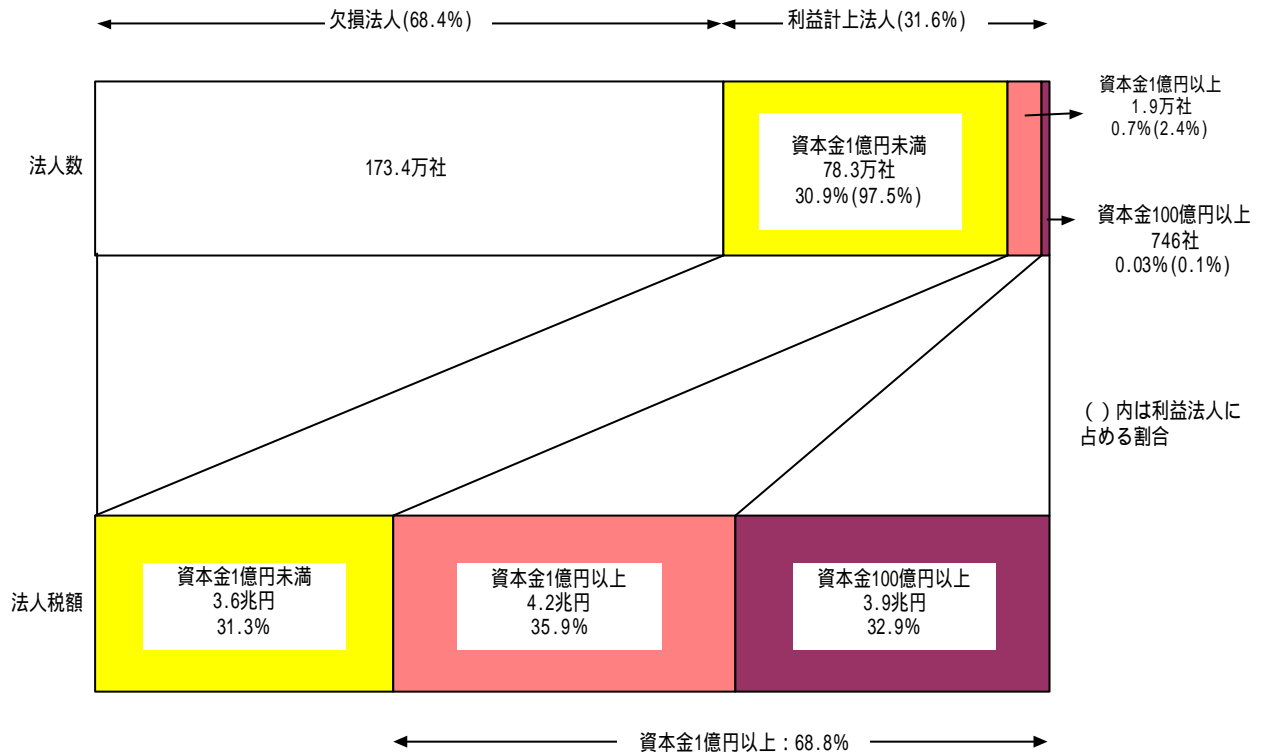 欠損法人(68.4%)
利益計上法人(31.6%)
法人数
173.4万社
資本金1億円未満
78.3万社
30.9%(97.5%)
資本金1億円以上
1.9万社
0.7%(2.4%)
資本金100億円以上
746社
0.03%(0.1%)
( ) 内は利益法人に
占める割合
法人税額
資本金1億円未満
3.6兆円
31.3%
資本金1億円以上
4.2兆円
35.9%
資本金100億円以上
3.9兆円
32.9%
資本金1億円以上：68.8%